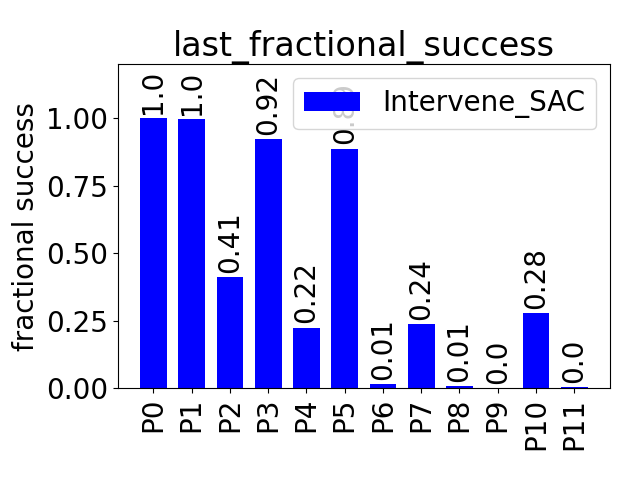 last_fractional_success
fractional success
1.00
0.75
0.50
0.25
0.00
Intervene_SAC
1.0
1.0
0.41
0.92
0.22
0.89
0.01
0.24
0.01
0.0
0.28
0.0
P0
P1
P2
P3
P4
P5
P6
P7
P8
P9
P10
P11